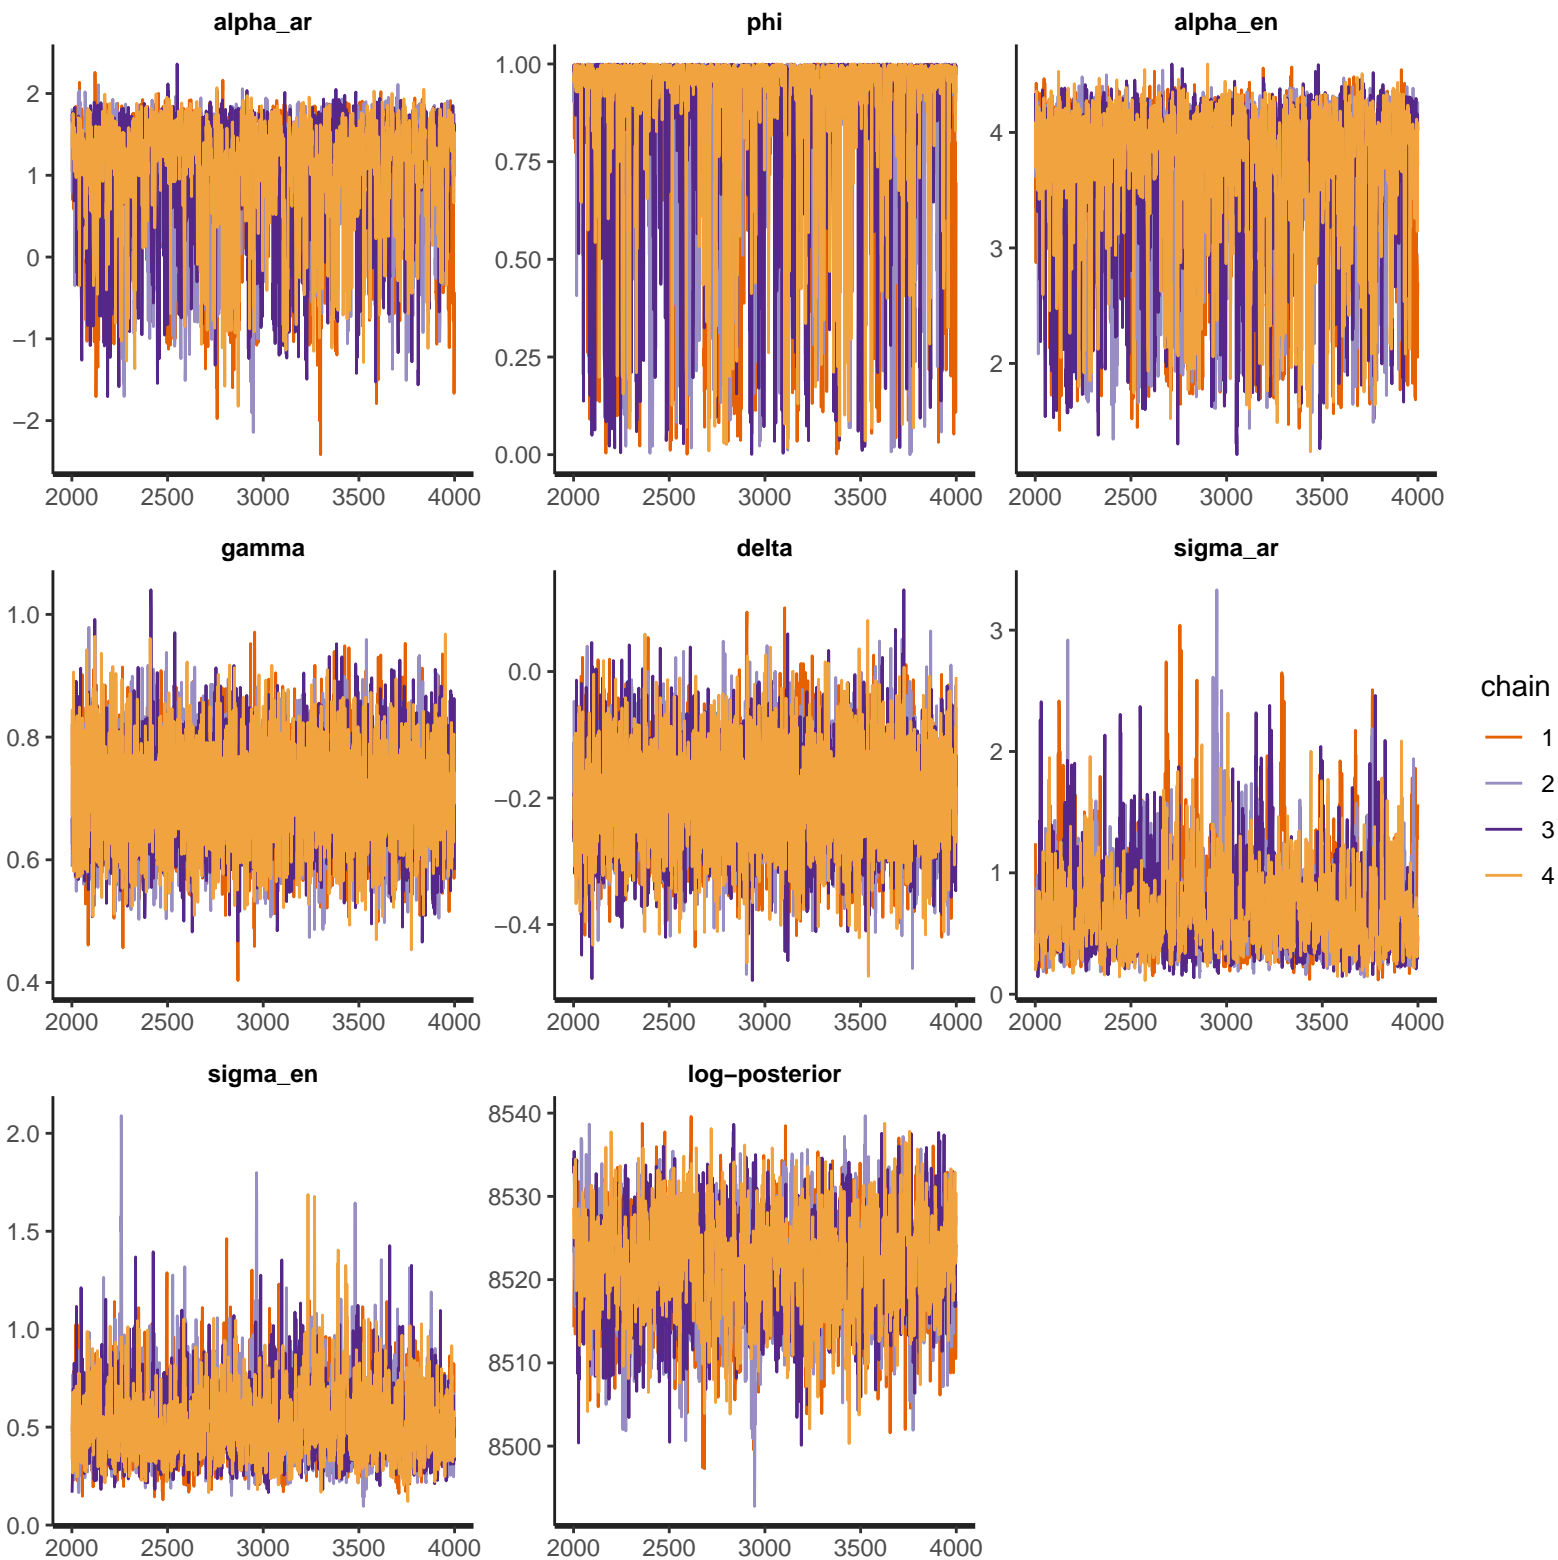 alpha_ar phi alpha_en
2 1.00 4
1 0.75
0 0.50 3
−1 0.25 2
−2 0.00
2000 2500 3000 3500 4000 2000 2500 3000 3500 4000 2000 2500 3000 3500 4000
gamma delta sigma_ar
1.0 0.0 3
0.8 −0.2 2
0.6 −0.4 1
0.4 0
2000 2500 3000 3500 4000 2000 2500 3000 3500 4000 2000 2500 3000 3500 4000
chain
1
2
3
4
sigma_en log−posterior
2.0 8540
1.5 8530
1.0 8520
0.5 8510
0.0 8500
2000 2500 3000 3500 4000 2000 2500 3000 3500 4000